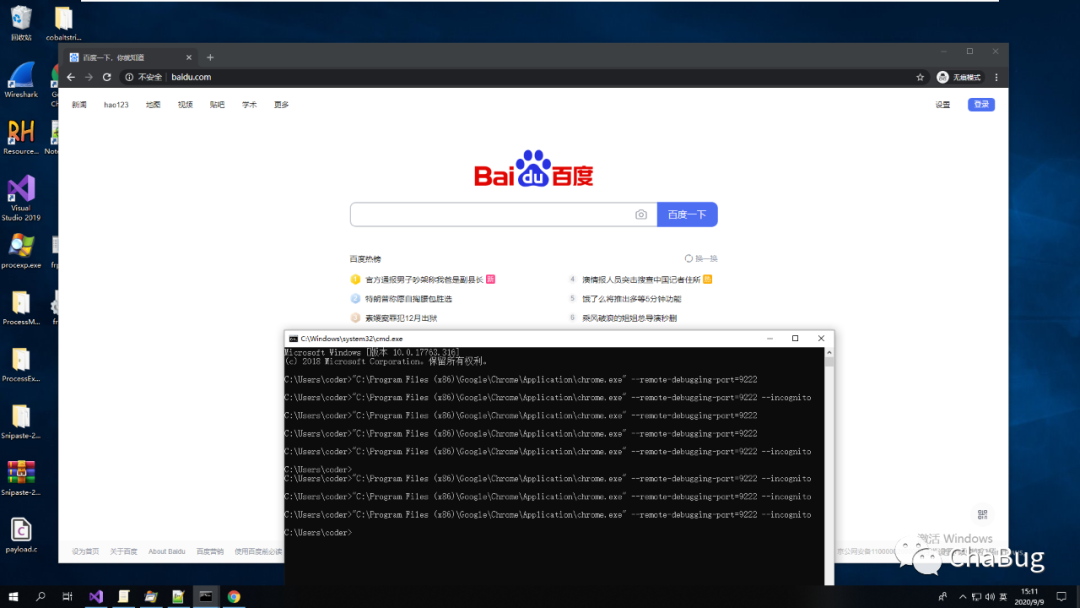 回收站
cobaltstri...
Wireshark
Resource...
Visual
Studio 2019
procexp.exe
ProcessM...
ProcessEx...
Snipaste-2...
Snipaste-2...
payload.c
百度一下，你就知道
不安全
baidu.com
无痕模式
新闻 hao123 地图 视频 贴吧 学术 更多
设置 登录
Bai du 百度
百度一下
百度热榜
换一换
1 官方通报男子吵架称我爸是副县长
2 特朗普称愿自掏腰包胜选
3 素媛案罪犯12月出狱
4 澳情报人员突击搜查中国记者住所
5 饿了么将推出多等5分钟功能
6 乘风破浪的姐姐总导演秒删
C:\Windows\system32\cmd.exe
Microsoft Windows [版本 10.0.17763.316]
(c) 2018 Microsoft Corporation。保留所有权利。
C:\Users\coder>"C:\Program Files (x86)\Google\Chrome\Application\chrome.exe" --remote-debugging-port=9222
C:\Users\coder>"C:\Program Files (x86)\Google\Chrome\Application\chrome.exe" --remote-debugging-port=9222 --incognito
C:\Users\coder>"C:\Program Files (x86)\Google\Chrome\Application\chrome.exe" --remote-debugging-port=9222
C:\Users\coder>"C:\Program Files (x86)\Google\Chrome\Application\chrome.exe" --remote-debugging-port=9222
C:\Users\coder>"C:\Program Files (x86)\Google\Chrome\Application\chrome.exe" --remote-debugging-port=9222 --incognito
C:\Users\coder>
C:\Users\coder>"C:\Program Files (x86)\Google\Chrome\Application\chrome.exe" --remote-debugging-port=9222 --incognito
C:\Users\coder>"C:\Program Files (x86)\Google\Chrome\Application\chrome.exe" --remote-debugging-port=9222 --incognito
C:\Users\coder>"C:\Program Files (x86)\Google\Chrome\Application\chrome.exe" --remote-debugging-port=9222 --incognito
C:\Users\coder>
设为首页 关于百度 About Baidu 百度营销 使用百度前必读
激活 Windows
ChaBug
英
15:11
2020/9/9